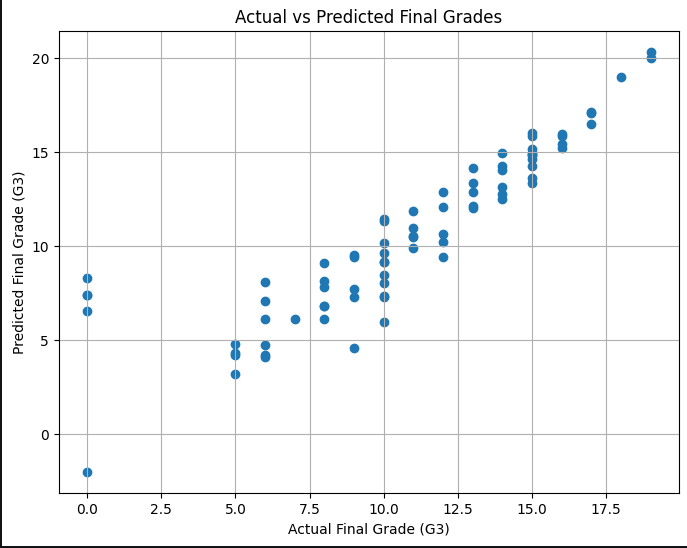 Actual vs Predicted Final Grades
Predicted Final Grade (G3)
20
15
10
5
0
0.0 2.5 5.0 7.5 10.0 12.5 15.0 17.5
Actual Final Grade (G3)